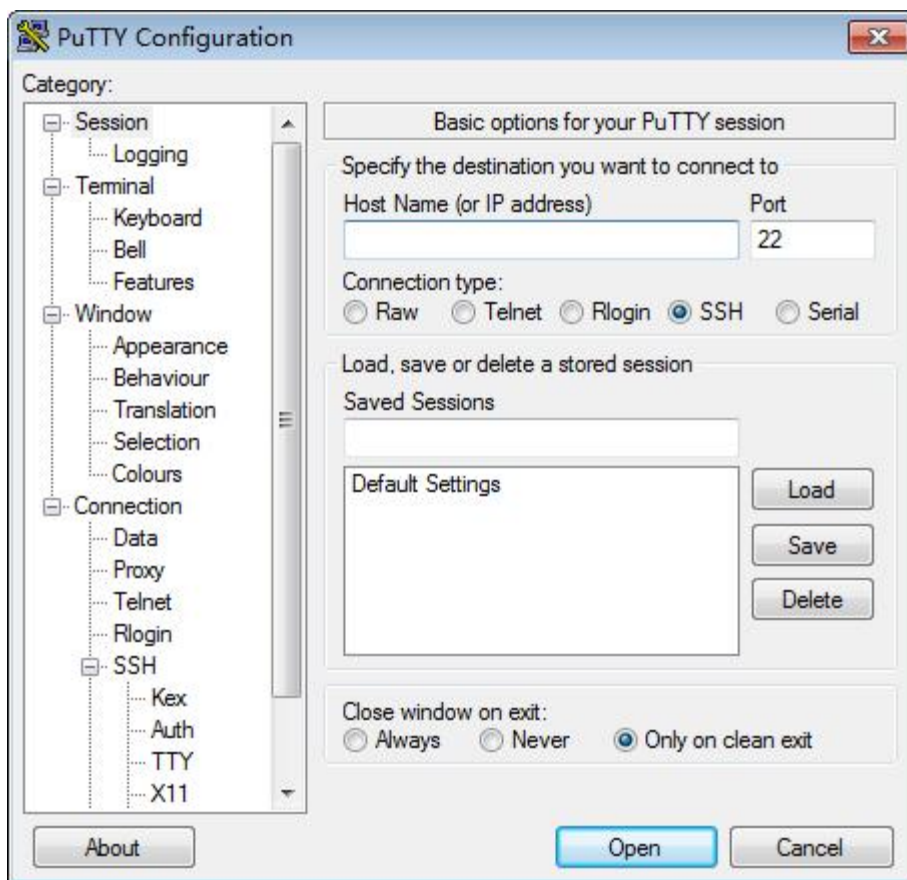 PuTTY Configuration
Category:
Session
Logging
Terminal
Keyboard
Bell
Features
Window
Appearance
Behaviour
Translation
Selection
Colours
Connection
Data
Proxy
Telnet
Rlogin
SSH
Kex
Auth
TTY
X11
Basic options for your PuTTY session
Specify the destination you want to connect to
Host Name (or IP address) Port
22
Connection type:
Raw Telnet Rlogin SSH Serial
Load, save or delete a stored session
Saved Sessions
Default Settings
Load
Save
Delete
Close window on exit:
Always Never Only on clean exit
About Open Cancel